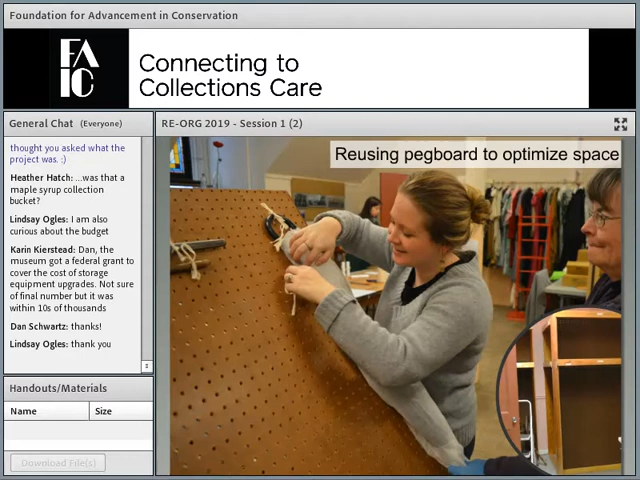 Foundation for Advancement in Conservation
FA
IC
Connecting to
Collections Care
General Chat (Everyone)
thought you asked what the
project was. ;)
Heather Hatch: ...was that a
maple syrup collection
bucket?
Lindsay Ogles: I am also
curious about the budget
Karin Kierstead: Dan, the
museum got a federal grant to
cover the cost of storage
equipment upgrades. Not sure
of final number but it was
within 10s of thousands
Dan Schwartz: thanks!
Lindsay Ogles: thank you
Handouts/Materials
Name Size
Download File(s)
RE-ORG 2019 - Session 1 (2)
Reusing pegboard to optimize space